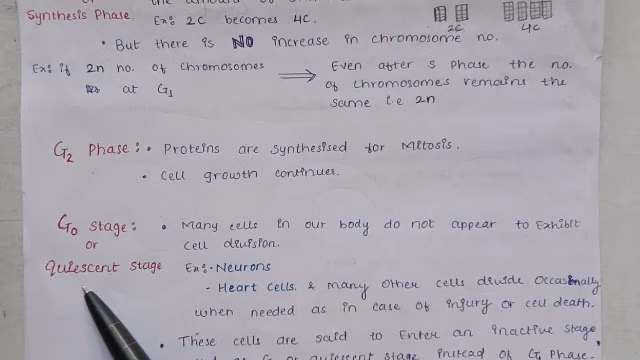 the amount of
Synthesis Phase. Ex: 2C becomes 4C.
2C 4C
• But there is NO increase in chromosome no.
Ex: if 2n no. of chromosomes ⟹ Even after S phase the no.
at G1 of chromosomes remains the
same i.e 2n
G2 Phase: • Proteins are synthesised for Mitosis.
• Cell growth continues.
G0 Stage: • Many cells in our body do not appear to Exhibit
or cell division.
Quiescent Stage Ex:- Neurons
- Heart cells & many other cells divide occasionally
when needed as in case of injury or cell death.
• These cells are said to Enter an inactive stage
G0 or quiescent stage instead of G1 Phase.